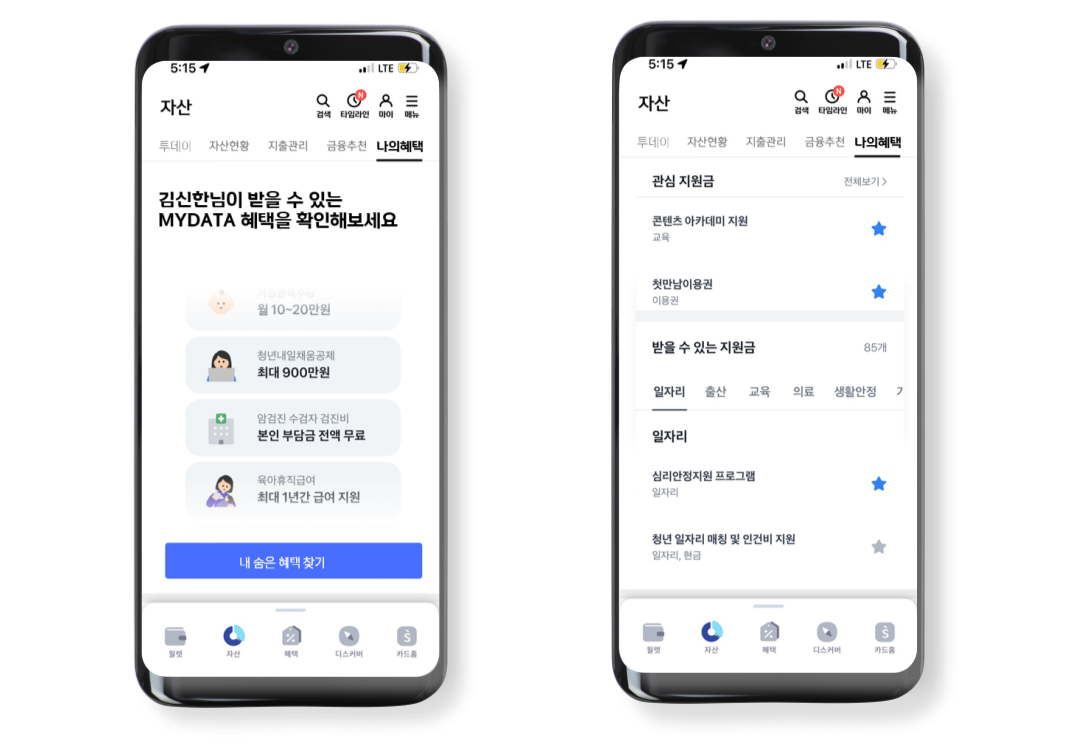 5:15
LTE
자산
검색
타임라인
N
마이
메뉴
투데이
자산현황
지출관리
금융추천
나의혜택
김신한님이 받을 수 있는
MYDATA 혜택을 확인해보세요
월 10~20만원
청년내일채움공제
최대 900만원
암검진 수검자 검진비
본인 부담금 전액 무료
육아휴직급여
최대 1년간 급여 지원
내 숨은 혜택 찾기
월렛
자산
혜택
디스커버
카드홈
5:15
LTE
자산
검색
타임라인
N
마이
메뉴
투데이
자산현황
지출관리
금융추천
나의혜택
관심 지원금
전체보기 >
콘텐츠 아카데미 지원
교육
첫만남이용권
이용권
받을 수 있는 지원금
85개
일자리
출산
교육
의료
생활안정
일자리
심리안정지원 프로그램
일자리
청년 일자리 매칭 및 인건비 지원
일자리, 현금
월렛
자산
혜택
디스커버
카드홈